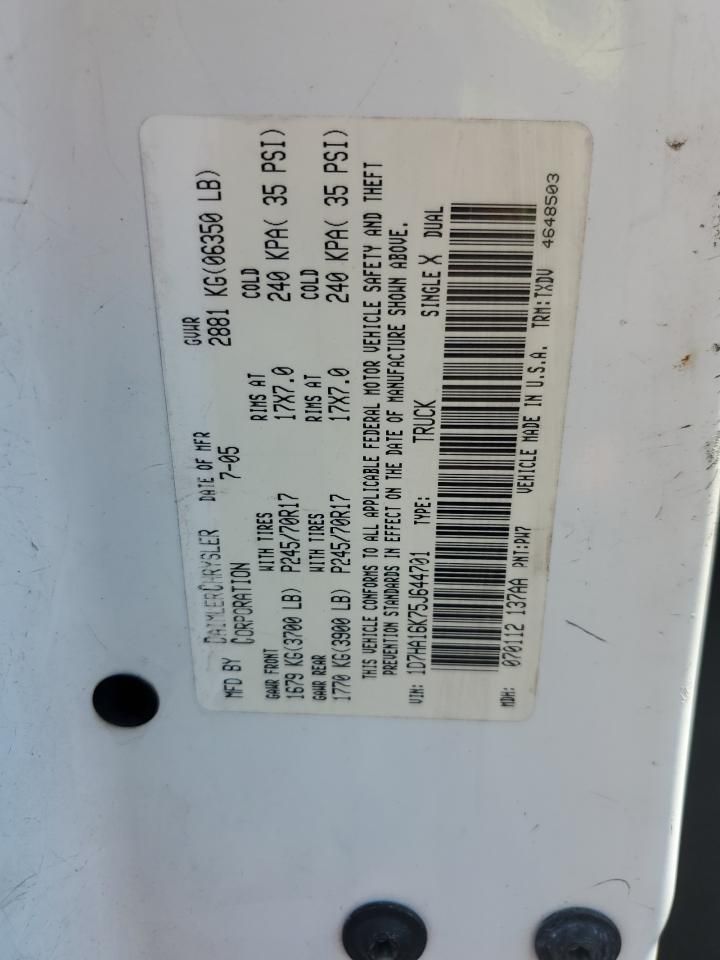 MFD BY DAIMLERCHRYSLER CORPORATION DATE OF MFR 7-05 GVWR 2881 KG(06350 LB)
GAWR FRONT WITH TIRES RIMS AT COLD
1679 KG(3700 LB) P245/70R17 17X7.0 240 KPA( 35 PSI)
GAWR REAR WITH TIRES RIMS AT COLD
1770 KG(3900 LB) P245/70R17 17X7.0 240 KPA( 35 PSI)
THIS VEHICLE CONFORMS TO ALL APPLICABLE FEDERAL MOTOR VEHICLE SAFETY AND THEFT
PREVENTION STANDARDS IN EFFECT ON THE DATE OF MANUFACTURE SHOWN ABOVE.
VIN: 1D7HA16K75J644701 TYPE: TRUCK SINGLE X DUAL
MDH: 070112 137AA PNT:PW7 VEHICLE MADE IN U.S.A. TRM:TXDV 4648503